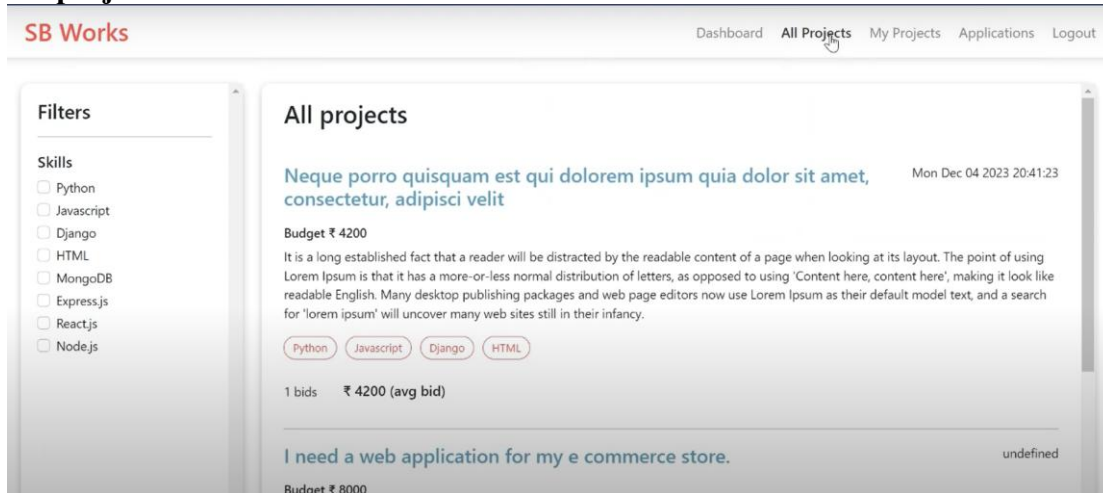 SB Works
Dashboard All Projects My Projects Applications Logout
Filters
Skills
Python
Javascript
Django
HTML
MongoDB
Express.js
React.js
Node.js
All projects
Neque porro quisquam est qui dolorem ipsum quia dolor sit amet,
consectetur, adipisci velit
Mon Dec 04 2023 20:41:23
Budget ₹ 4200
It is a long established fact that a reader will be distracted by the readable content of a page when looking at its layout. The point of using
Lorem Ipsum is that it has a more-or-less normal distribution of letters, as opposed to using 'Content here, content here', making it look like
readable English. Many desktop publishing packages and web page editors now use Lorem Ipsum as their default model text, and a search
for 'lorem ipsum' will uncover many web sites still in their infancy.
Python Javascript Django HTML
1 bids ₹ 4200 (avg bid)
I need a web application for my e commerce store.
undefined
Budget ₹ 8000